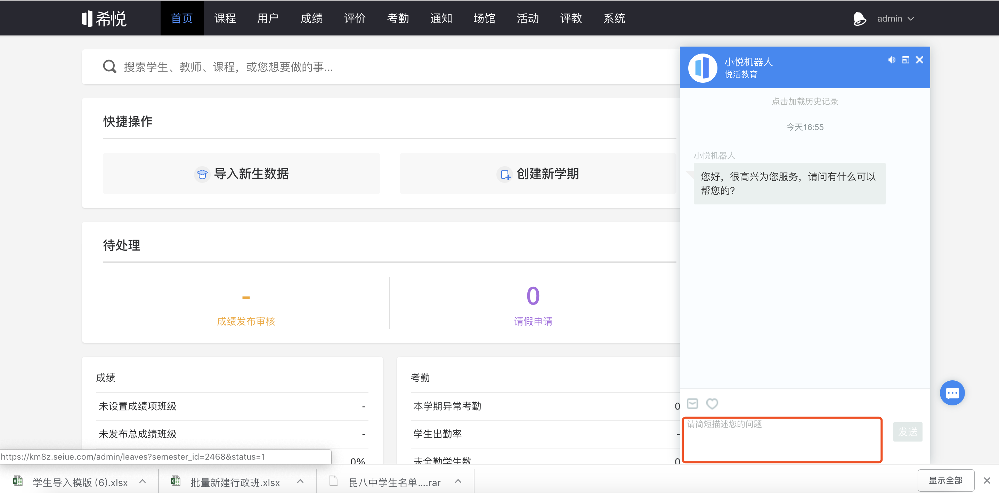 希悦
首页 课程 用户 成绩 评价 考勤 通知 场馆 活动 评教 系统
admin
搜索学生、教师、课程，或您想要做的事...
快捷操作
导入新生数据
创建新学期
待处理
-
成绩发布审核
0
请假申请
成绩
未设置成绩项班级 -
未发布总成绩班级 -
0%
考勤
本学期异常考勤 0
学生出勤率 -
未全勤学生数 0
小悦机器人
悦活教育
点击加载历史记录
今天16:55
小悦机器人
您好，很高兴为您服务，请问有什么可以
帮您的?
请简短描述您的问题
发送
https://km8z.seiue.com/admin/leaves?semester_id=2468&status=1
学生导入模版 (6).xlsx
批量新建行政班.xlsx
昆八中学生名单....rar
显示全部